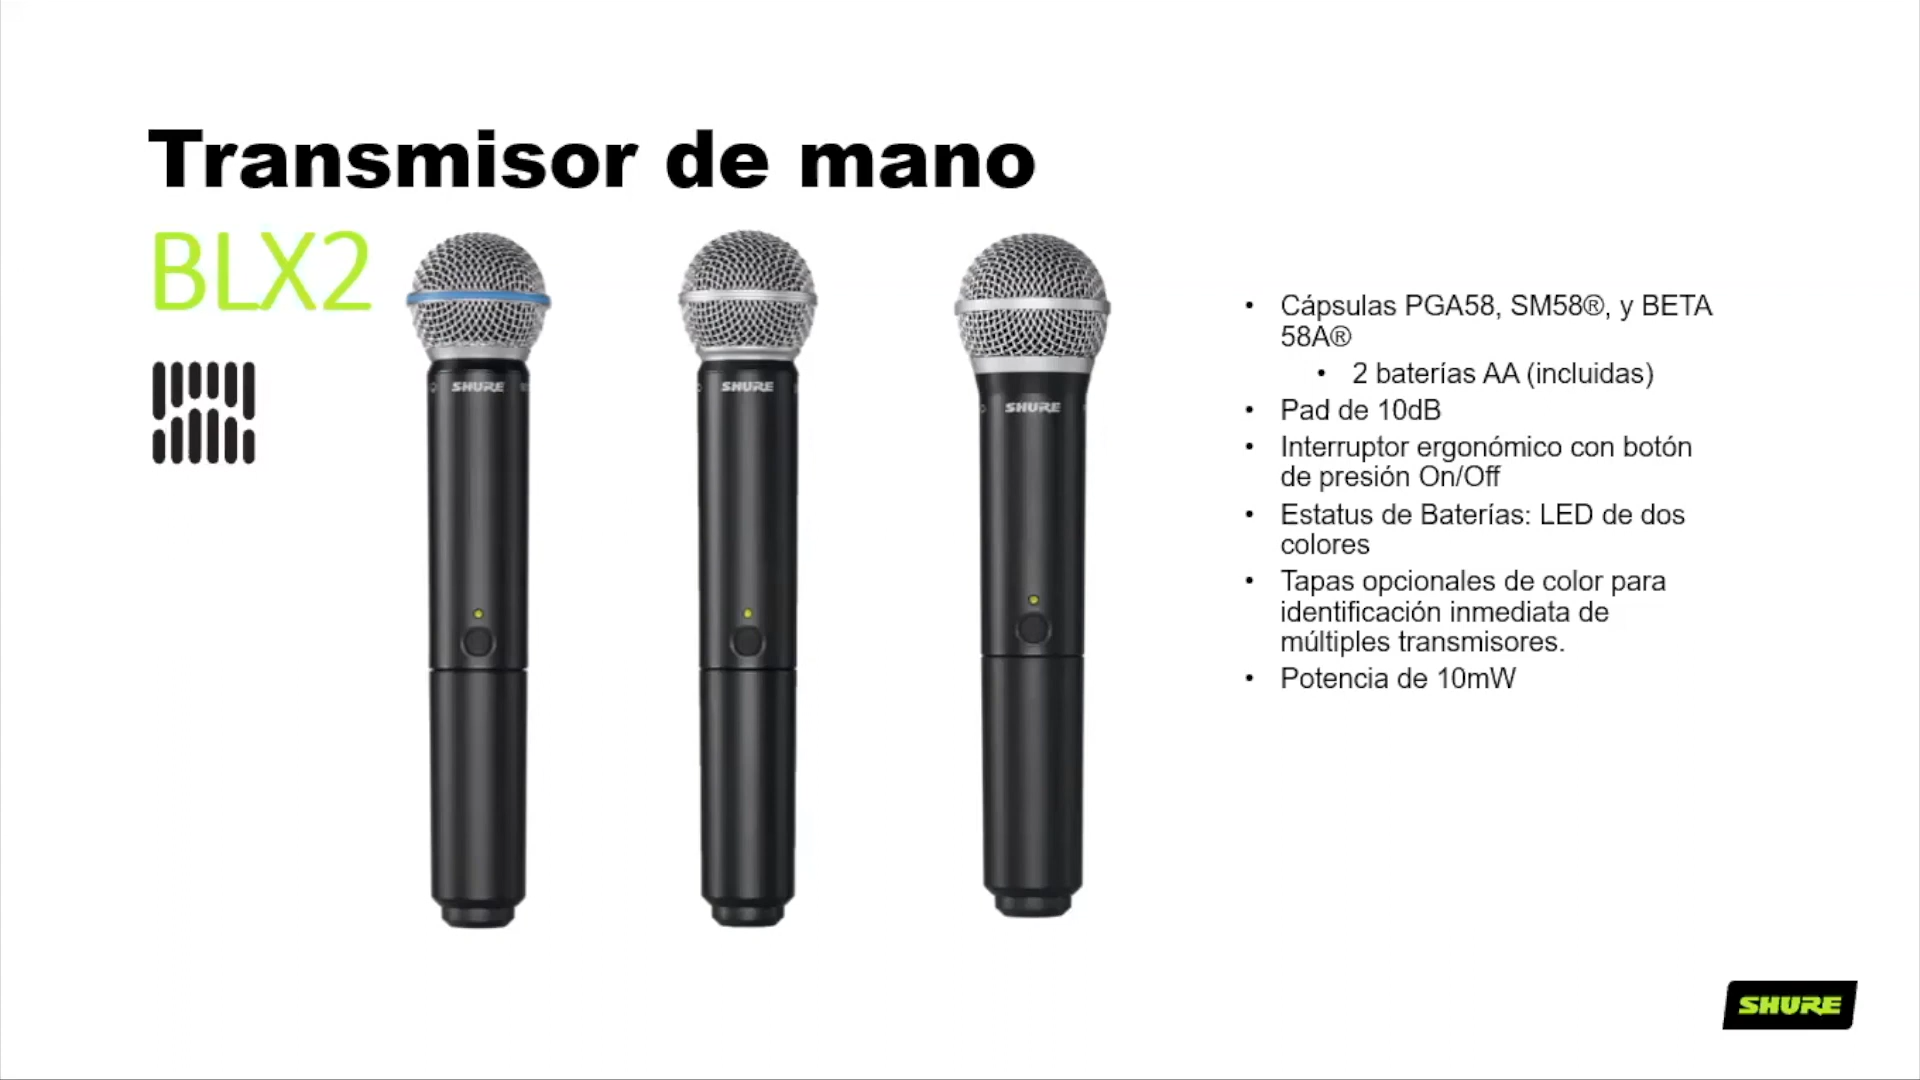 Transmisor de mano
BLX2
SHURE
SHURE
SHURE
• Cápsulas PGA58, SM58®, y BETA
58A®
• 2 baterías AA (incluidas)
• Pad de 10dB
• Interruptor ergonómico con botón
de presión On/Off
• Estatus de Baterías: LED de dos
colores
• Tapas opcionales de color para
identificación inmediata de
múltiples transmisores.
• Potencia de 10mW
SHURE